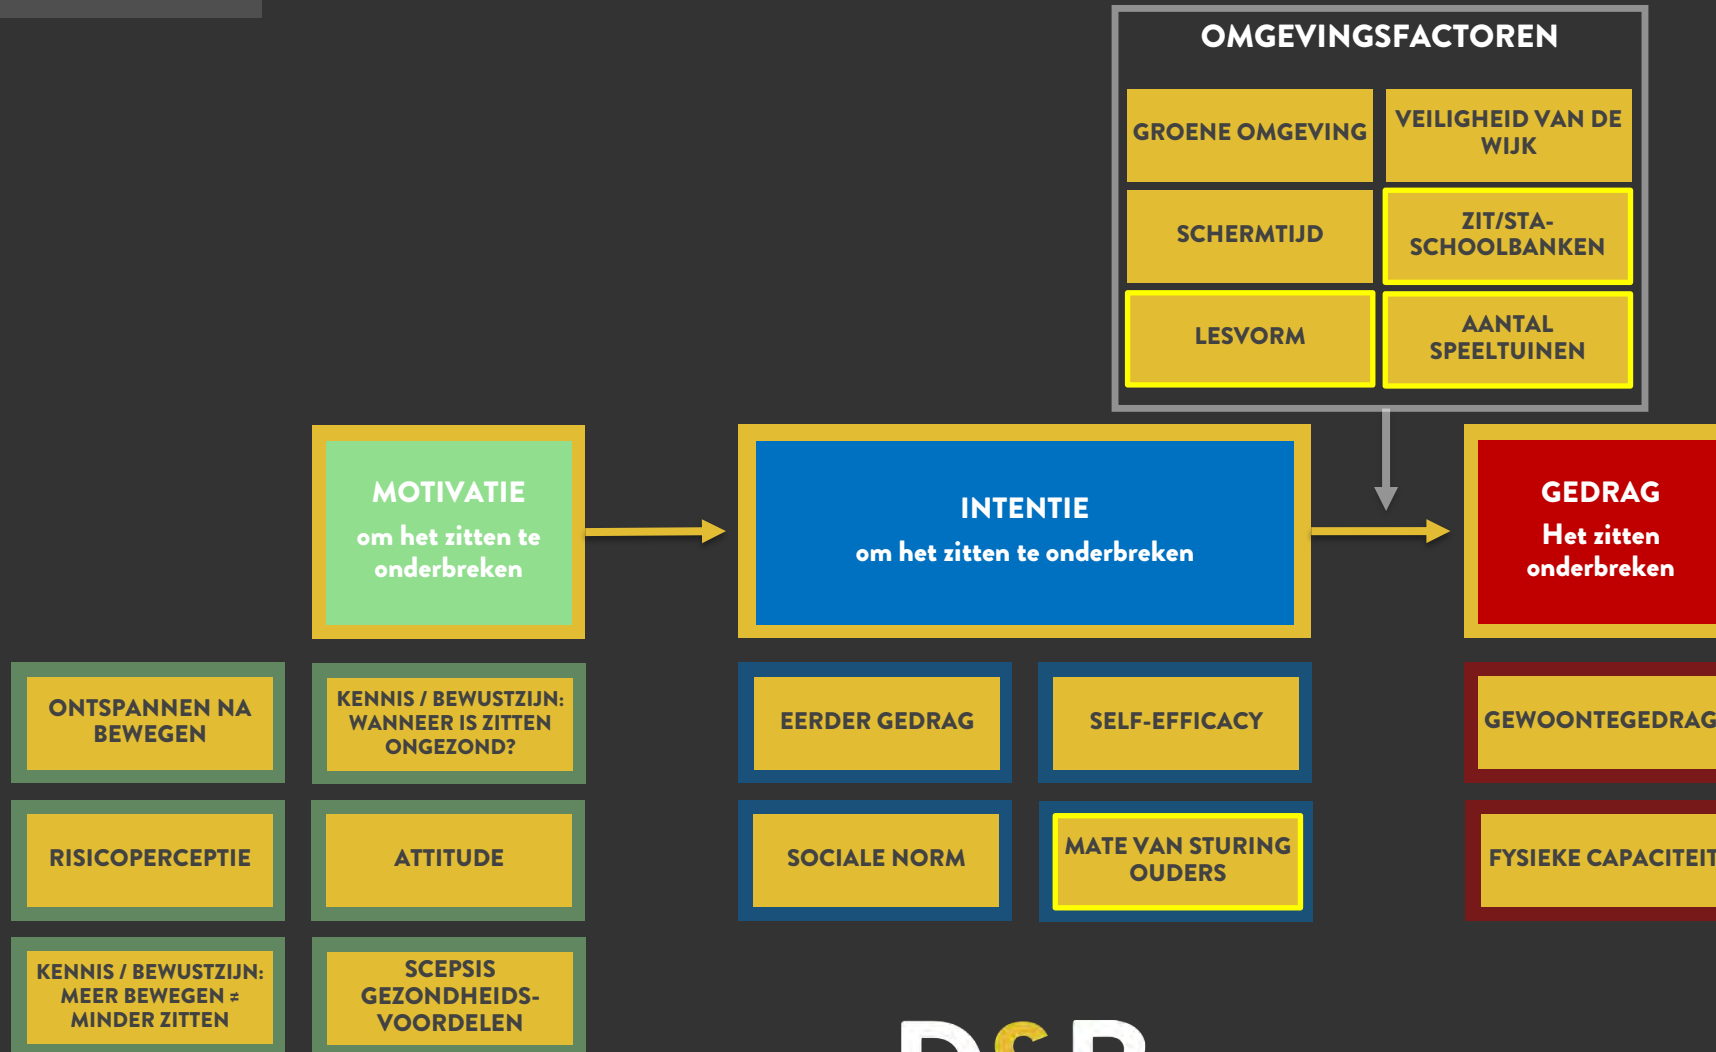 OMGEVINGSFACTOREN
GROENE OMGEVING
VEILIGHEID VAN DE
WIJK
SCHERMTIJD
ZIT/STA-
SCHOOLBANKEN
LESVORM
AANTAL
SPEELTUINEN
MOTIVATIE
om het zitten te
onderbreken
INTENTIE
om het zitten te onderbreken
GEDRAG
Het zitten
onderbreken
ONTSPANNEN NA
BEWEGEN
KENNIS / BEWUSTZIJN:
WANNEER IS ZITTEN
ONGEZOND?
EERDER GEDRAG
SELF-EFFICACY
GEWOONTEGEDRAG
RISICOPERCEPTIE
ATTITUDE
SOCIALE NORM
MATE VAN STURING
OUDERS
FYSIEKE CAPACITEIT
KENNIS / BEWUSTZIJN:
MEER BEWEGEN ≠
MINDER ZITTEN
SCEPSIS
GEZONDHEIDS-
VOORDELEN